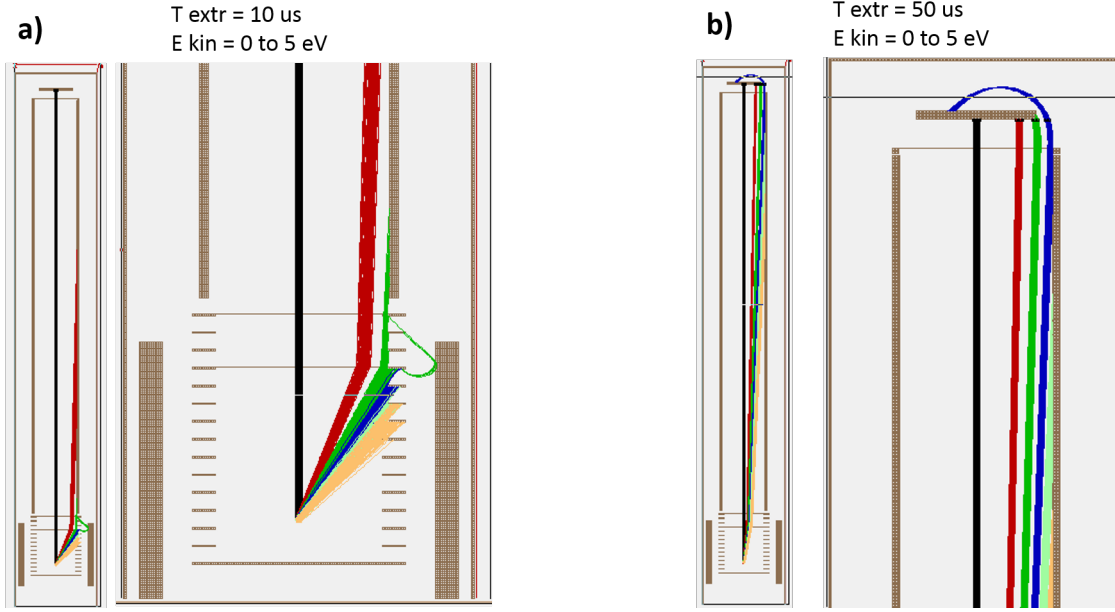 a)
T extr = 10 us
E kin = 0 to 5 eV
b)
T extr = 50 us
E kin = 0 to 5 eV